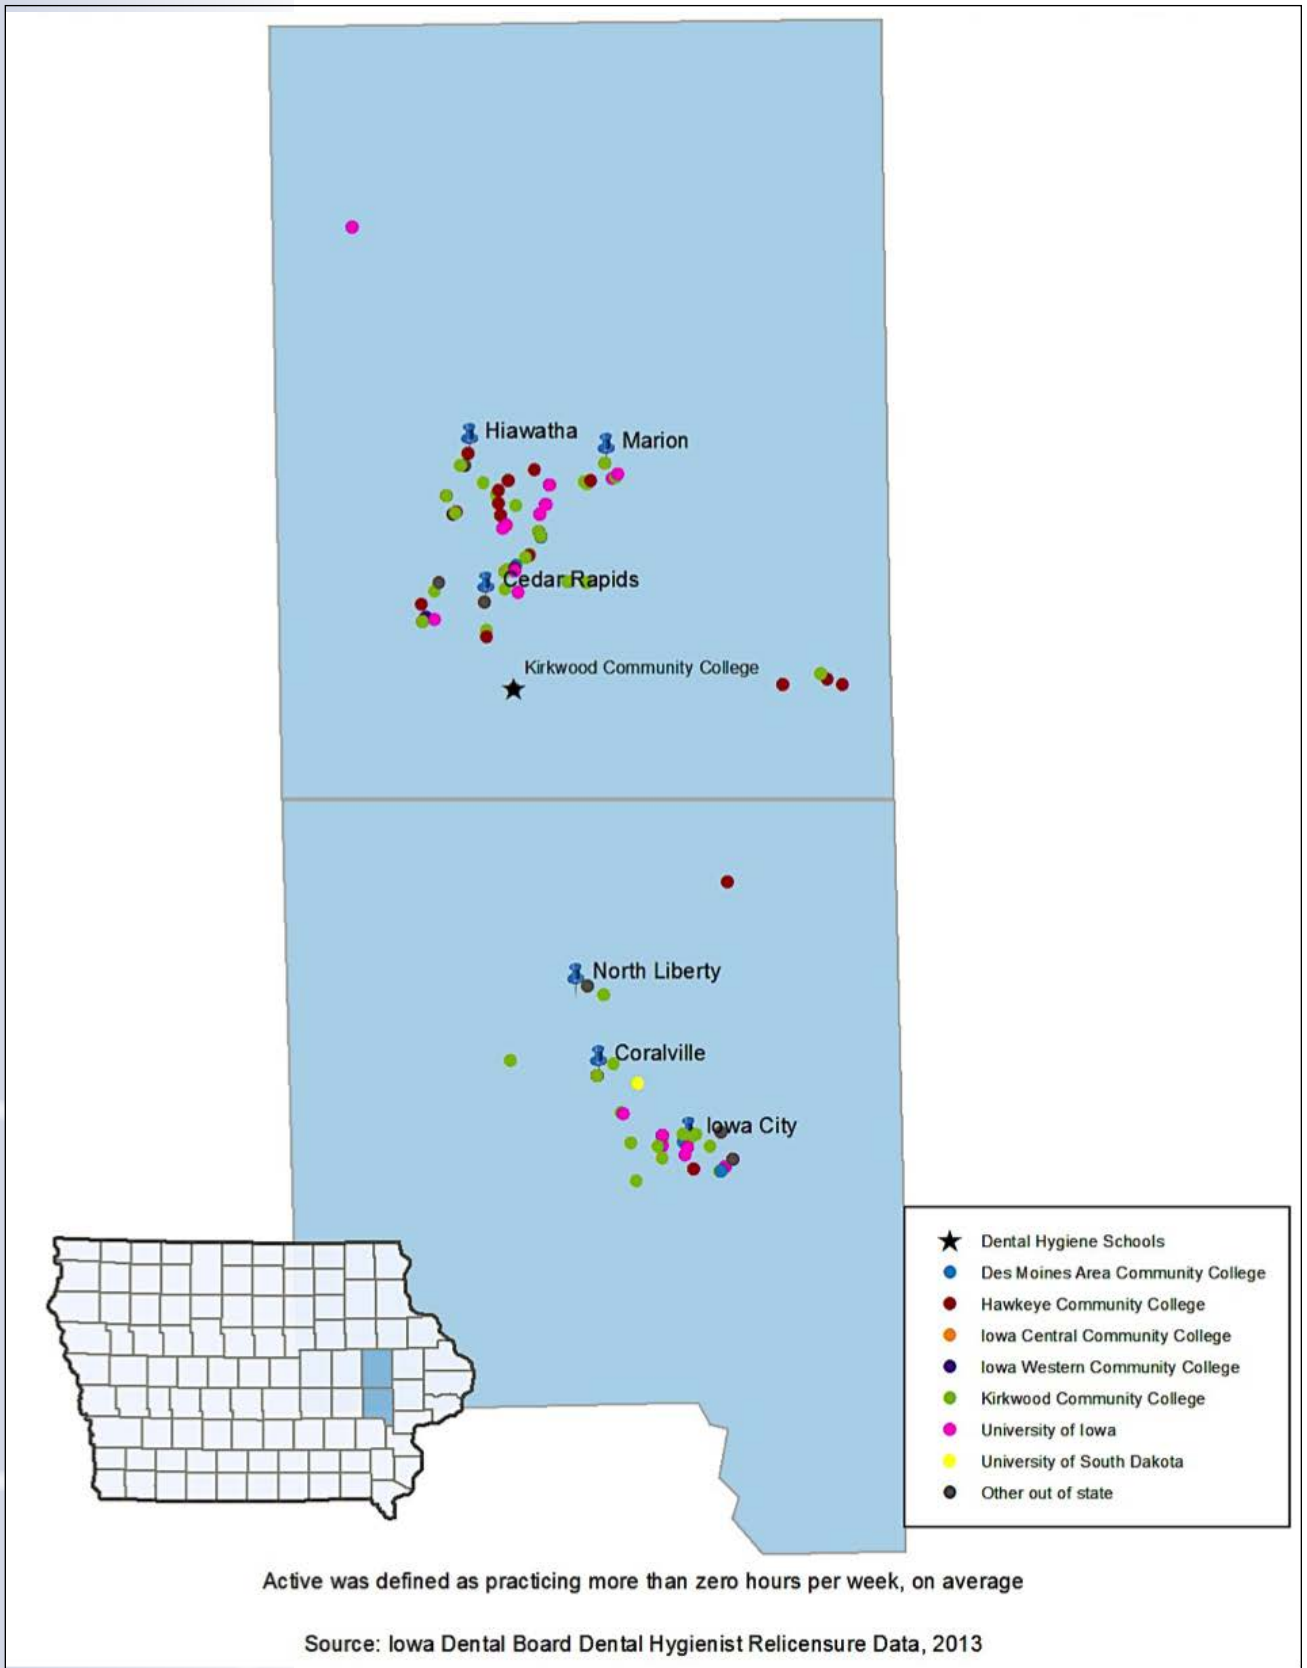 Hiawatha
Marion
Cedar Rapids
Kirkwood Community College
North Liberty
Coralville
Iowa City
Dental Hygiene Schools
Des Moines Area Community College
Hawkeye Community College
Iowa Central Community College
Iowa Western Community College
Kirkwood Community College
University of Iowa
University of South Dakota
Other out of state
Active was defined as practicing more than zero hours per week, on average
Source: Iowa Dental Board Dental Hygienist Relicensure Data, 2013